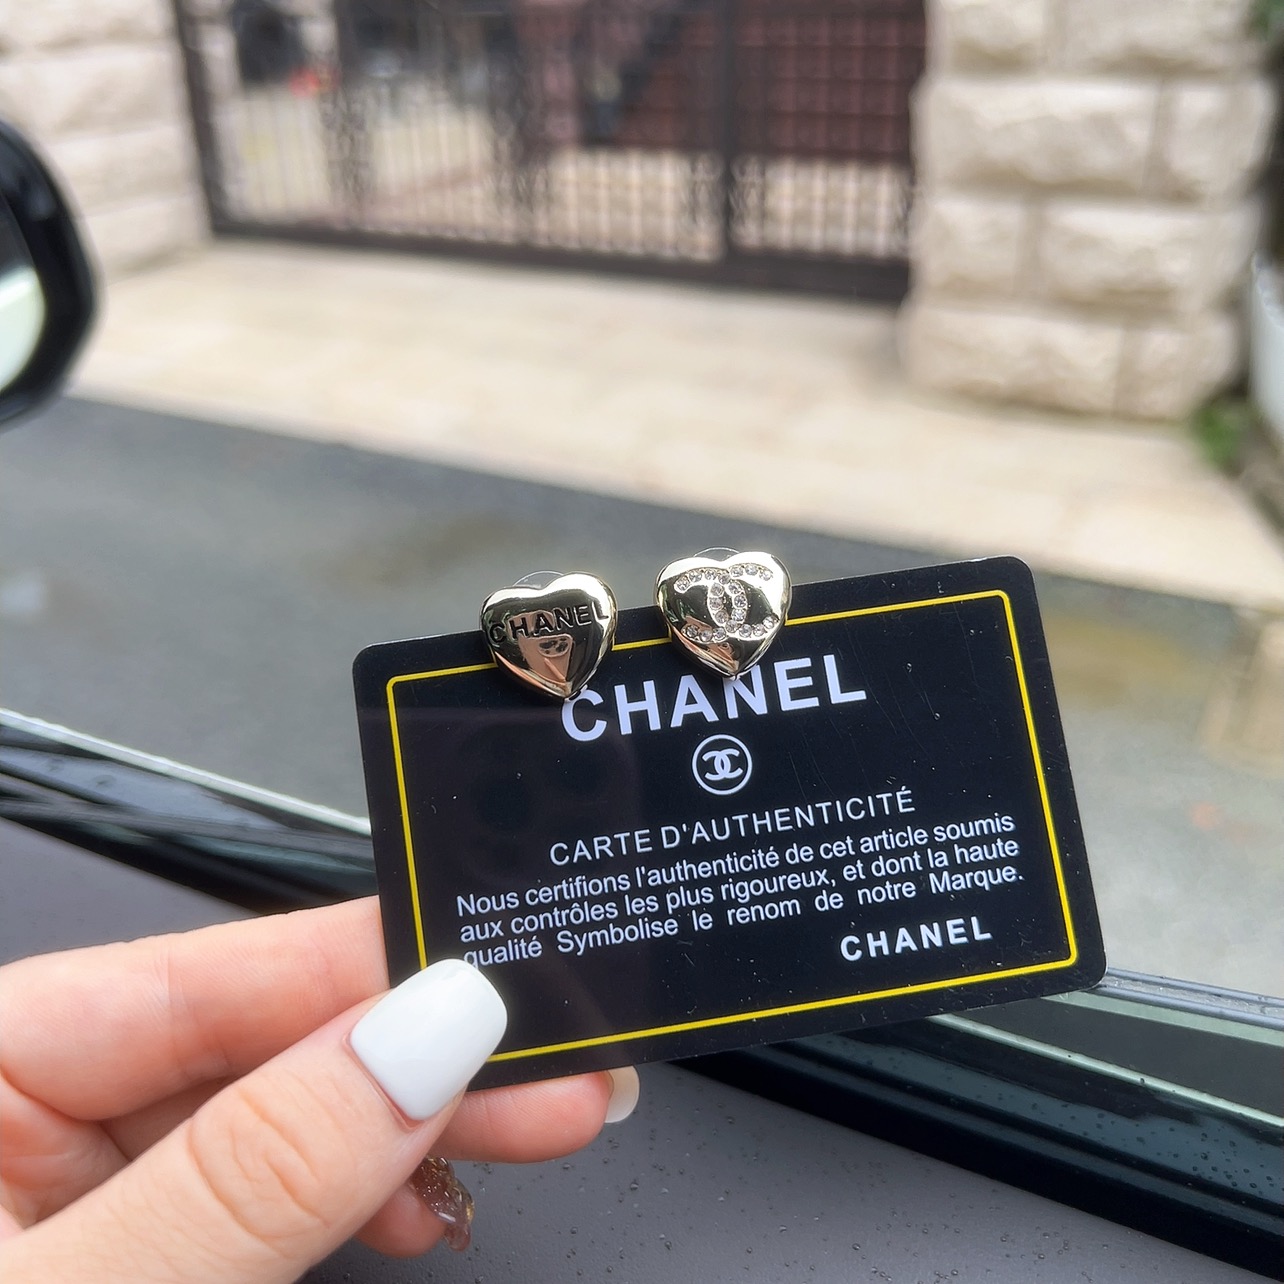 CHANEL
CHANEL
CARTE D'AUTHENTICITÉ
Nous certifions l'authenticité de cet article soumis
aux contrôles les plus rigoureux, et dont la haute
qualité Symbolise le renom de notre Marque.
CHANEL